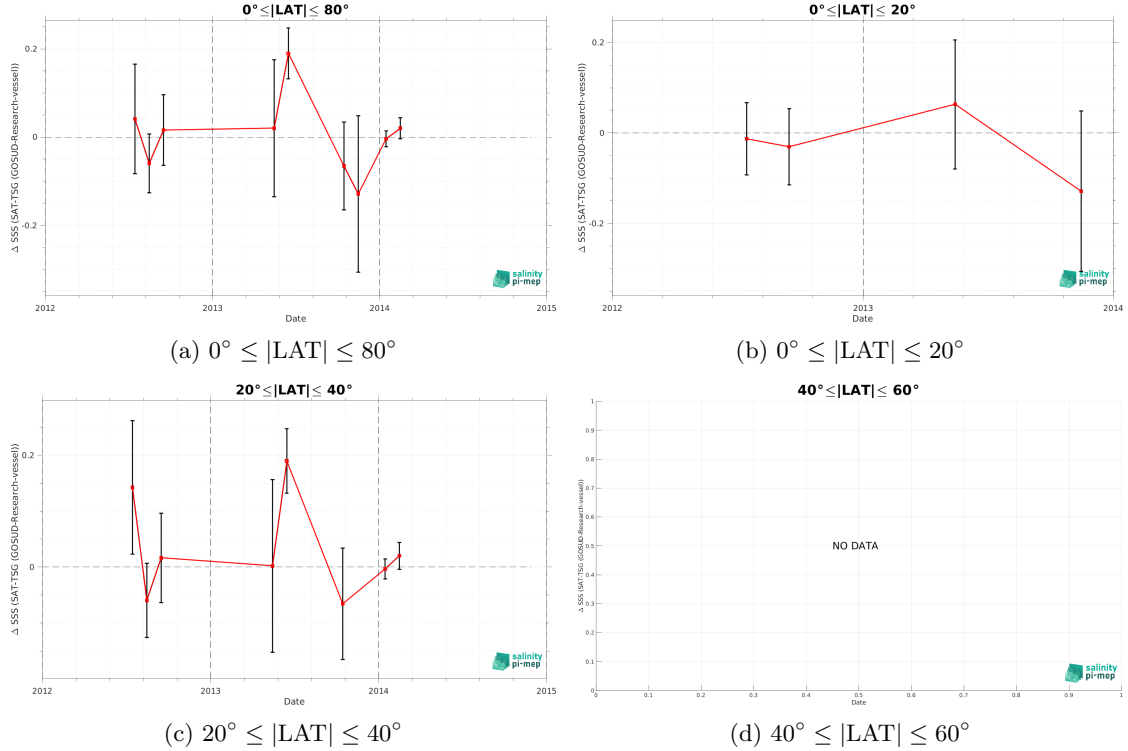 0°≤|LAT|≤ 80°
Δ SSS (SAT-TSG (GOSUD-Research-vessel))
0.2
0
-0.2
2012
2013
2014
2015
Date
salinity
pi-mep
(a) 0° ≤ |LAT| ≤ 80°
0°≤|LAT|≤ 20°
Δ SSS (SAT-TSG (GOSUD-Research-vessel))
0.2
0
-0.2
2012
2013
2014
Date
salinity
pi-mep
(b) 0° ≤ |LAT| ≤ 20°
20°≤|LAT|≤ 40°
Δ SSS (SAT-TSG (GOSUD-Research-vessel))
0.2
0
2012
2013
2014
2015
Date
salinity
pi-mep
(c) 20° ≤ |LAT| ≤ 40°
40°≤|LAT|≤ 60°
Δ SSS (SAT-TSG (GOSUD-Research-vessel))
1
0.9
0.8
0.7
0.6
0.5
0.4
0.3
0.2
0.1
0
NO DATA
0
0.1
0.2
0.3
0.4
0.5
0.6
0.7
0.8
0.9
1
Date
salinity
pi-mep
(d) 40° ≤ |LAT| ≤ 60°